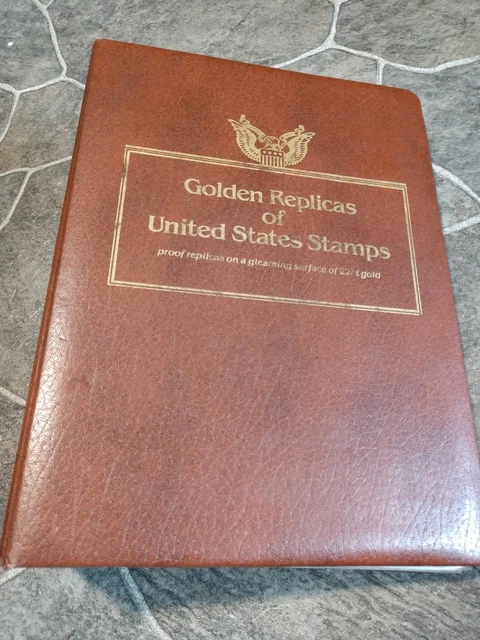 Golden Replicas
of
United States Stamps
proof replicas on a gleaming surface of 22kt gold